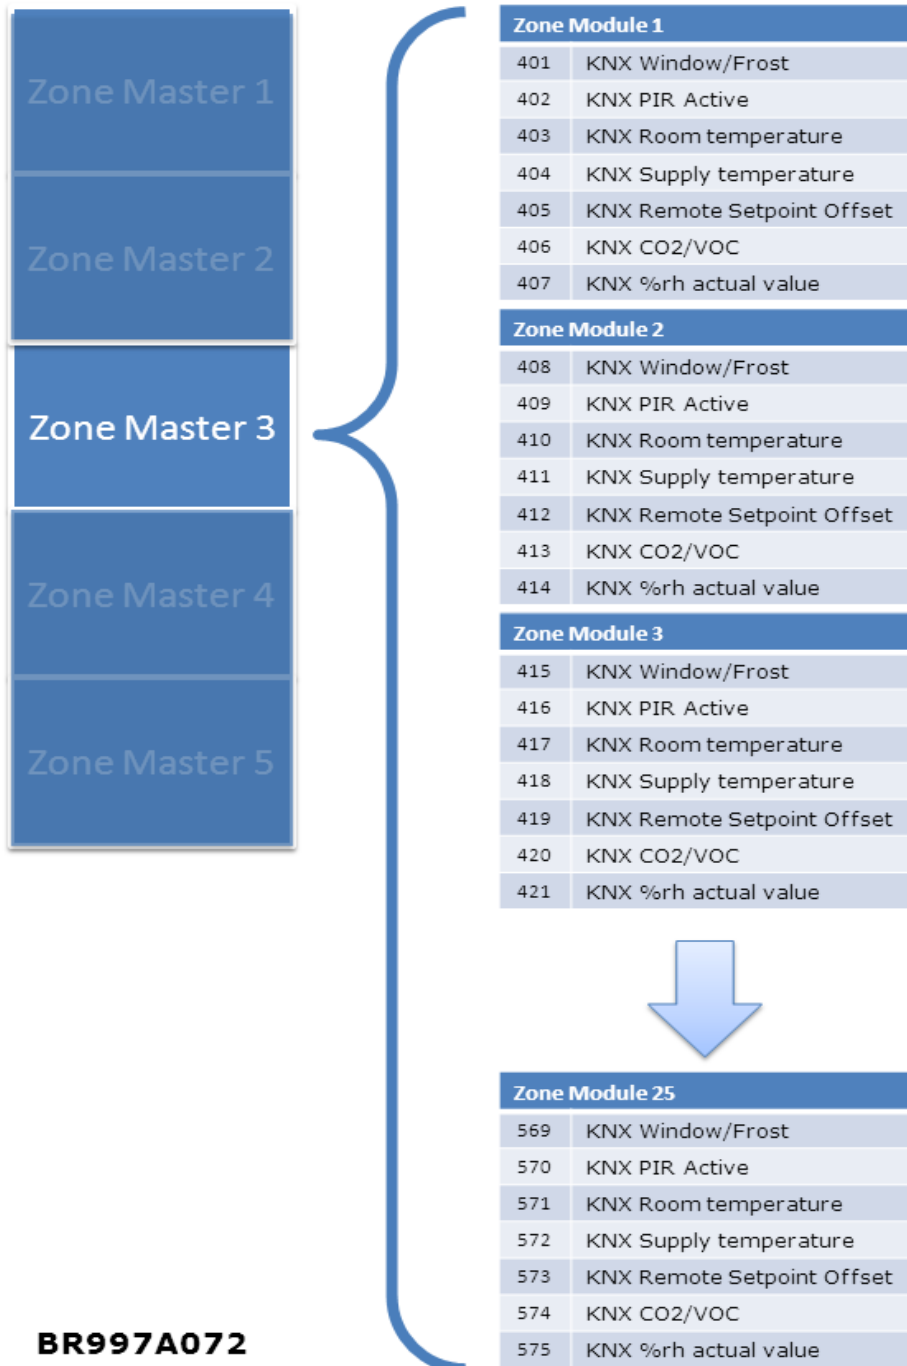 Zone Master 1
Zone Master 2
Zone Master 3
Zone Master 4
Zone Master 5
BR997A072
Zone Module 1
401 KNX Window/Frost
402 KNX PIR Active
403 KNX Room temperature
404 KNX Supply temperature
405 KNX Remote Setpoint Offset
406 KNX CO2/VOC
407 KNX %rh actual value
Zone Module 2
408 KNX Window/Frost
409 KNX PIR Active
410 KNX Room temperature
411 KNX Supply temperature
412 KNX Remote Setpoint Offset
413 KNX CO2/VOC
414 KNX %rh actual value
Zone Module 3
415 KNX Window/Frost
416 KNX PIR Active
417 KNX Room temperature
418 KNX Supply temperature
419 KNX Remote Setpoint Offset
420 KNX CO2/VOC
421 KNX %rh actual value
Zone Module 25
569 KNX Window/Frost
570 KNX PIR Active
571 KNX Room temperature
572 KNX Supply temperature
573 KNX Remote Setpoint Offset
574 KNX CO2/VOC
575 KNX %rh actual value